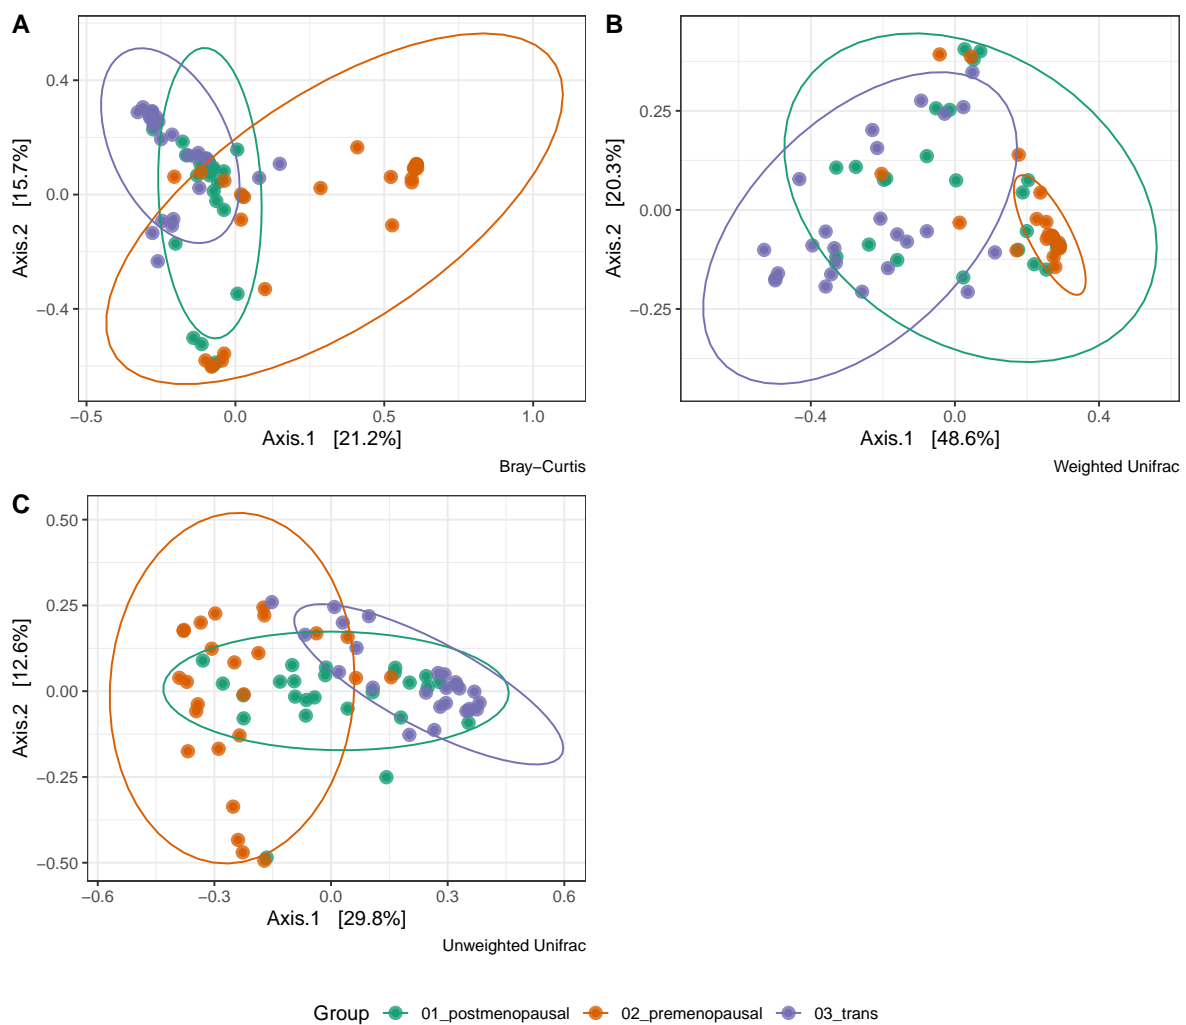 A
B
0.4
0.0
−0.4
Axis.2 [15.7%]
−0.5
0.0
0.5
1.0
Axis.1 [21.2%]
Bray−Curtis
0.25
0.00
−0.25
Axis.2 [20.3%]
−0.4
0.0
0.4
Axis.1 [48.6%]
Weighted Unifrac
C
0.50
0.25
0.00
−0.25
−0.50
Axis.2 [12.6%]
−0.6
−0.3
0.0
0.3
0.6
Axis.1 [29.8%]
Unweighted Unifrac
Group 01_postmenopausal 02_premenopausal 03_trans